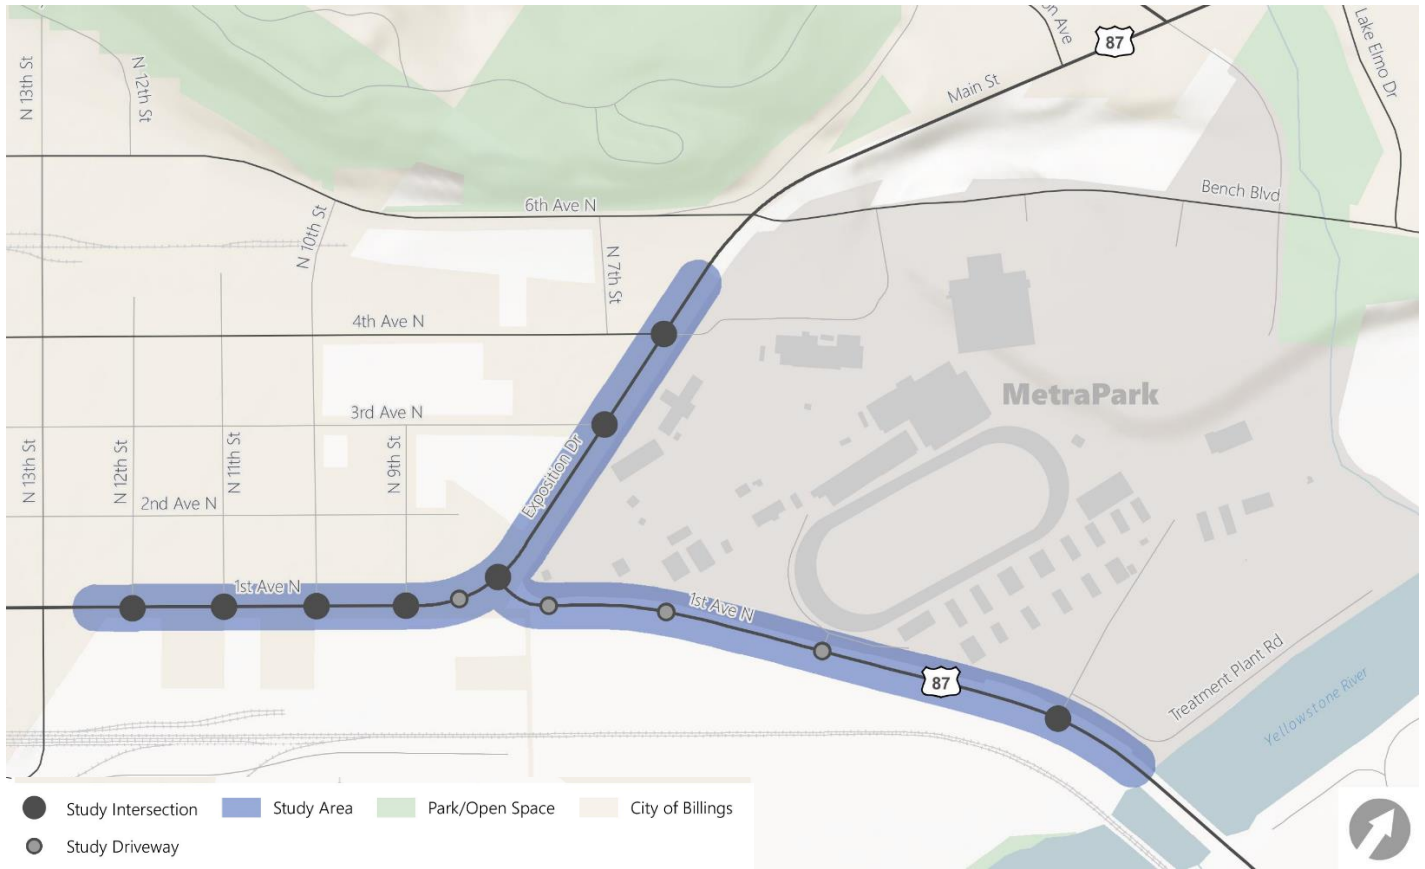 on Ave
87
Lake Elmo Dr
N 13th St
N 12th St
Main St
Bench Blvd
6th Ave N
N 10th St
N 7th St
4th Ave N
MetraPark
3rd Ave N
N 13th St
N 12th St
N 11th St
N 9th St
Exposition Dr
2nd Ave N
1st Ave N
1st Ave N
87
Treatment Plant Rd
Yellowstone River
Study Intersection
Study Area
Park/Open Space
City of Billings
Study Driveway